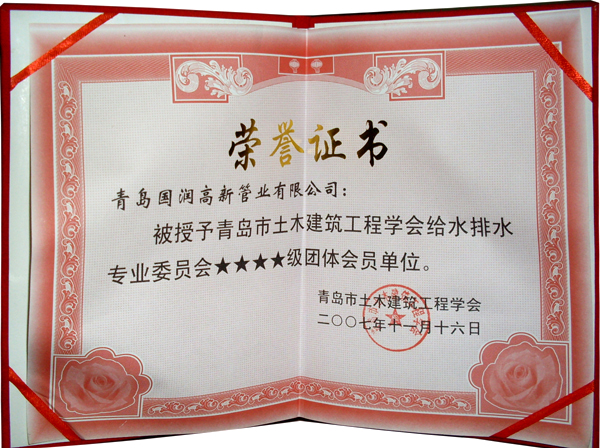 荣誉证书
青岛国润高新管业有限公司：
被授予青岛市土木建筑工程学会给水排水
专业委员会★★★★级团体会员单位。
青岛市土木建筑工程学会
二〇〇七年十一月十六日